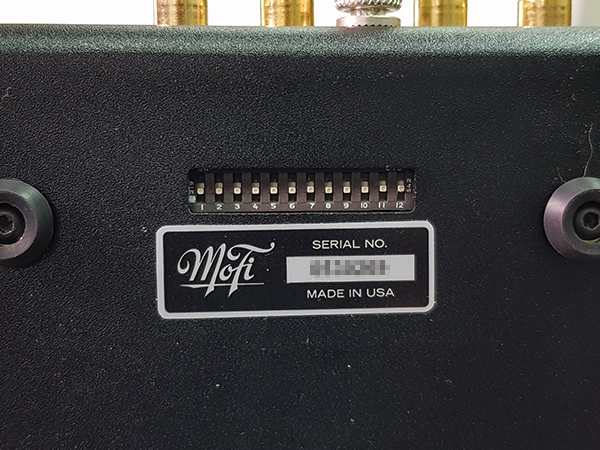 1 2 3 4 5 6 7 8 9 10 11 12
MoFi
SERIAL NO.
MADE IN USA